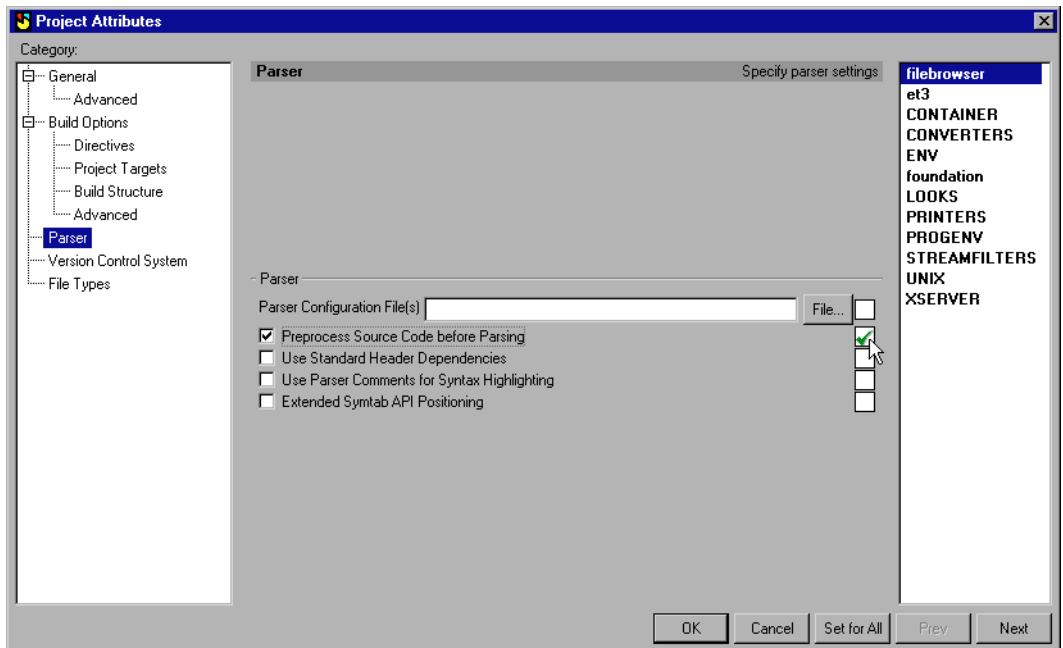 Project Attributes
Category:
General
Advanced
Build Options
Directives
Project Targets
Build Structure
Advanced
Parser
Version Control System
File Types
Parser Specify parser settings
Parser
Parser Configuration File(s) File...
Preprocess Source Code before Parsing
Use Standard Header Dependencies
Use Parser Comments for Syntax Highlighting
Extended Symtab API Positioning
filebrowser
et3
CONTAINER
CONVERTERS
ENV
foundation
LOOKS
PRINTERS
PROGENV
STREAMFILTERS
UNIX
XSERVER
OK Cancel Set for All Prev Next